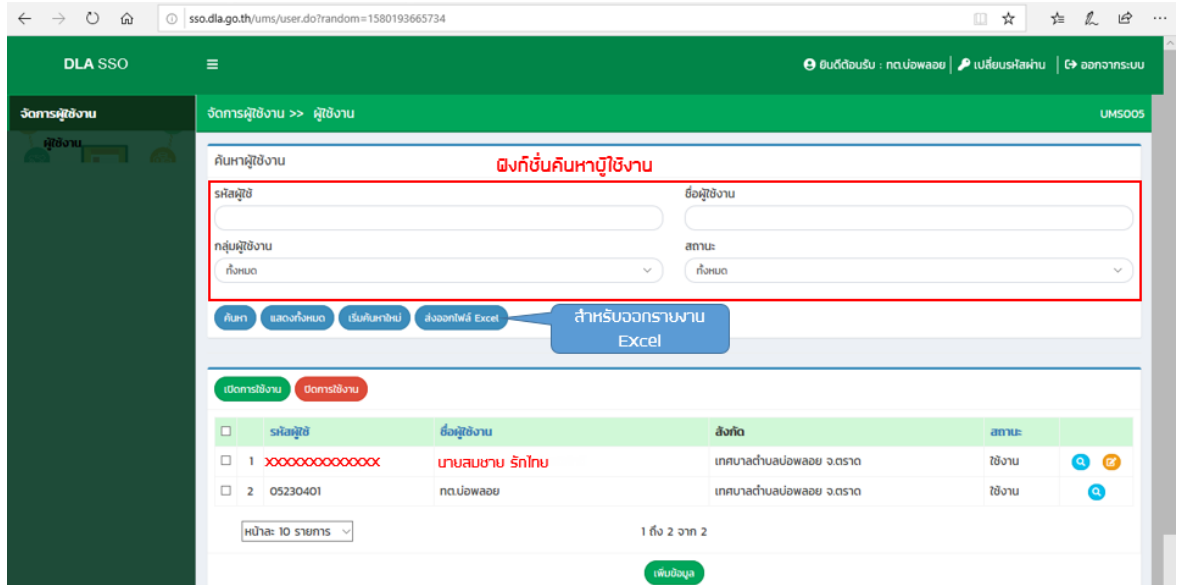 sso.dla.go.th/ums/user.do?random=1580193665734
DLA SSO
ยินดีต้อนรับ : ทต.บ่อพลอย | เปลี่ยนรหัสผ่าน | ออกจากระบบ
จัดการผู้ใช้งาน
ผู้ใช้งาน
จัดการผู้ใช้งาน >> ผู้ใช้งาน
UMS005
ค้นหาผู้ใช้งาน
ฟังก์ชั่นค้นหาผู้ใช้งาน
รหัสผู้ใช้ ชื่อผู้ใช้งาน
กลุ่มผู้ใช้งาน สถานะ
ทั้งหมด ทั้งหมด
ค้นหา แสดงทั้งหมด เริ่มค้นหาใหม่ ส่งออกไฟล์ Excel
สำหรับออกรายงาน
Excel
เปิดการใช้งาน ปิดการใช้งาน
รหัสผู้ใช้ ชื่อผู้ใช้งาน สังกัด สถานะ
1 XXXXXXXXXXXXX นายสมชาย รักไทย เทศบาลตำบลบ่อพลอย จ.ตราด ใช้งาน
2 05230401 ทต.บ่อพลอย เทศบาลตำบลบ่อพลอย จ.ตราด ใช้งาน
หน้าละ 10 รายการ 1 ถึง 2 จาก 2
เพิ่มข้อมูล